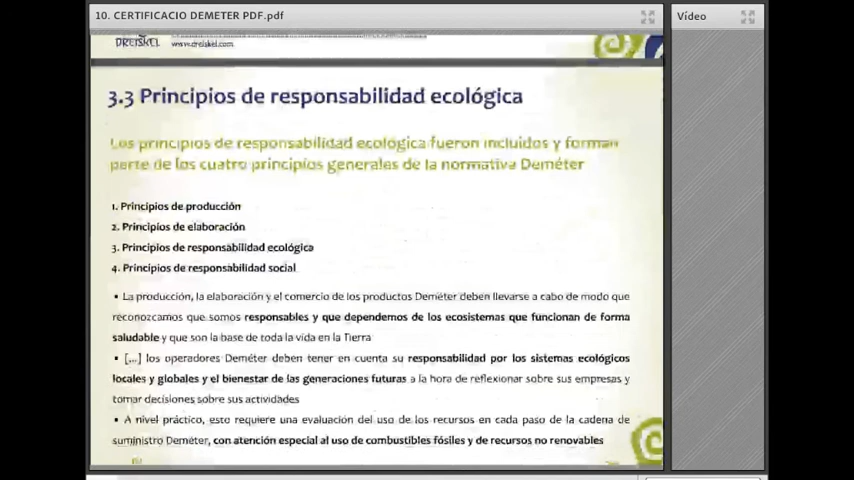 10. CERTIFICACIO DEMETER PDF.pdf
Vídeo
DREISKEL www.dreiskel.com
3.3 Principios de responsabilidad ecológica
Los principios de responsabilidad ecológica fueron incluidos y forman
parte de los cuatro principios generales de la normativa Deméter
1. Principios de producción
2. Principios de elaboración
3. Principios de responsabilidad ecológica
4. Principios de responsabilidad social
▪ La producción, la elaboración y el comercio de los productos Deméter deben llevarse a cabo de modo que
reconozcamos que somos responsables y que dependemos de los ecosistemas que funcionan de forma
saludable y que son la base de toda la vida en la Tierra
▪ [...] los operadores Deméter deben tener en cuenta su responsabilidad por los sistemas ecológicos
locales y globales y el bienestar de las generaciones futuras a la hora de reflexionar sobre sus empresas y
tomar decisiones sobre sus actividades
▪ A nivel práctico, esto requiere una evaluación del uso de los recursos en cada paso de la cadena de
suministro Deméter, con atención especial al uso de combustibles fósiles y de recursos no renovables